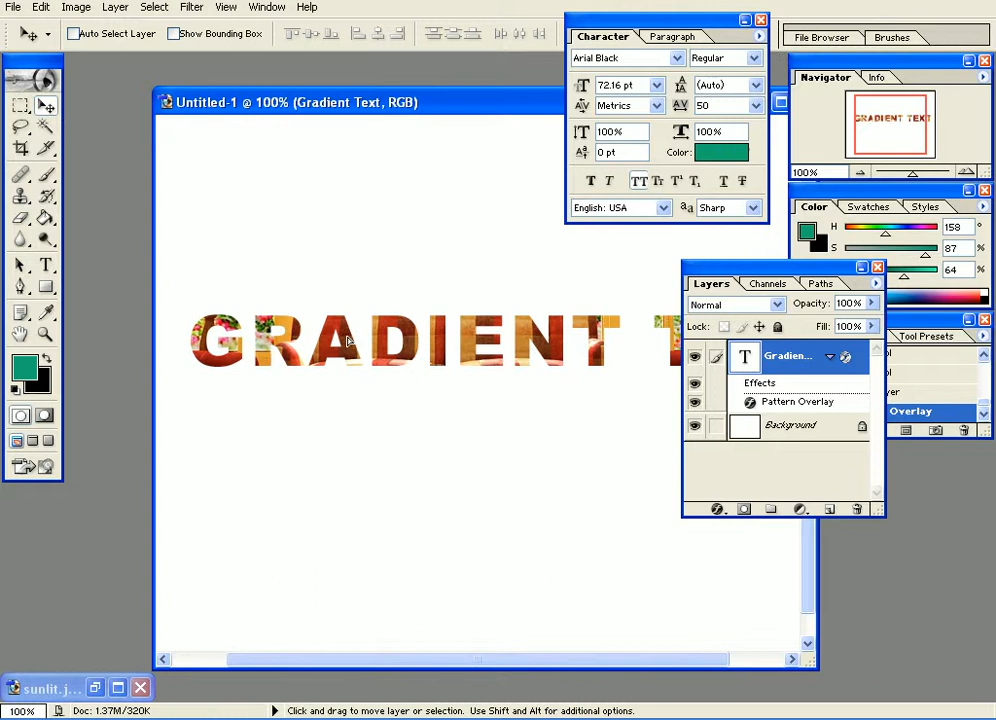 File Edit Image Layer Select Filter View Window Help
Auto Select Layer Show Bounding Box
File Browser Brushes
Character Paragraph
Arial Black Regular
72.16 pt (Auto)
Metrics 50
100% 100%
0 pt Color:
English: USA Sharp
Navigator Info
GRADIENT TEXT
100%
Color Swatches Styles
H 158 °
S 87 %
64 %
Untitled-1 @ 100% (Gradient Text, RGB)
GRADIENT T
Layers Channels Paths
Normal Opacity: 100%
Lock: Fill: 100%
T Gradien...
Effects
Pattern Overlay
Background
Tool Presets
Overlay
sunlit.j...
100% Doc: 1.37M/320K Click and drag to move layer or selection. Use Shift and Alt for additional options.